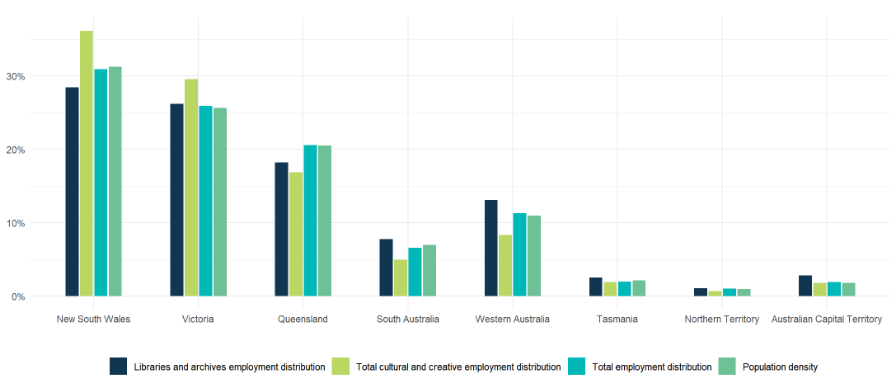 30%
20%
10%
0%
New South Wales Victoria Queensland South Australia Western Australia Tasmania Northern Territory Australian Capital Territory
Libraries and archives employment distribution Total cultural and creative employment distribution Total employment distribution Population density